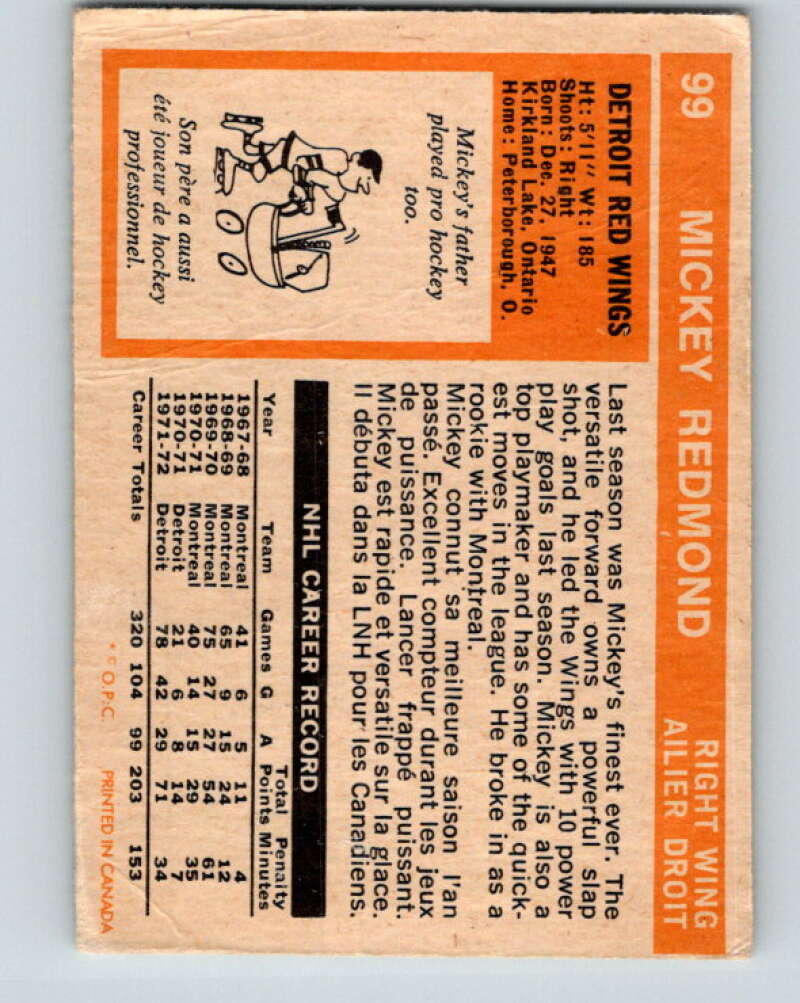 99 MICKEY REDMOND
RIGHT WING
AILIER DROIT
DETROIT RED WINGS
Ht: 5'11" Wt: 185
Shoots: Right
Born: Dec. 27, 1947
Kirkland Lake, Ontario
Home: Peterborough, O.
Mickey's father
played pro hockey
too.
Son père a aussi
été joueur de hockey
professionnel.
Last season was Mickey's finest ever. The
versatile forward owns a powerful slap
shot, and he led the Wings with 10 power
play goals last season. Mickey is also a
top playmaker and has some of the quick-
est moves in the league. He broke in as a
rookie with Montreal.
Mickey connut sa meilleure saison l'an
passé. Excellent compteur durant les jeux
de puissance. Lancer frappé puissant.
Mickey est rapide et versatile sur la glace.
Il débuta dans la LNH pour les Canadiens.
NHL CAREER RECORD
Total Penalty
Year Team Games G A Points Minutes
1967-68 Montreal 41 6 5 11 4
1968-69 Montreal 65 9 15 24 12
1969-70 Montreal 75 27 27 54 61
1970-71 Montreal 40 14 15 29 35
1970-71 Detroit 21 6 8 14 7
1971-72 Detroit 78 42 29 71 34
Career Totals 320 104 99 203 153
* © O.P.C. PRINTED IN CANADA